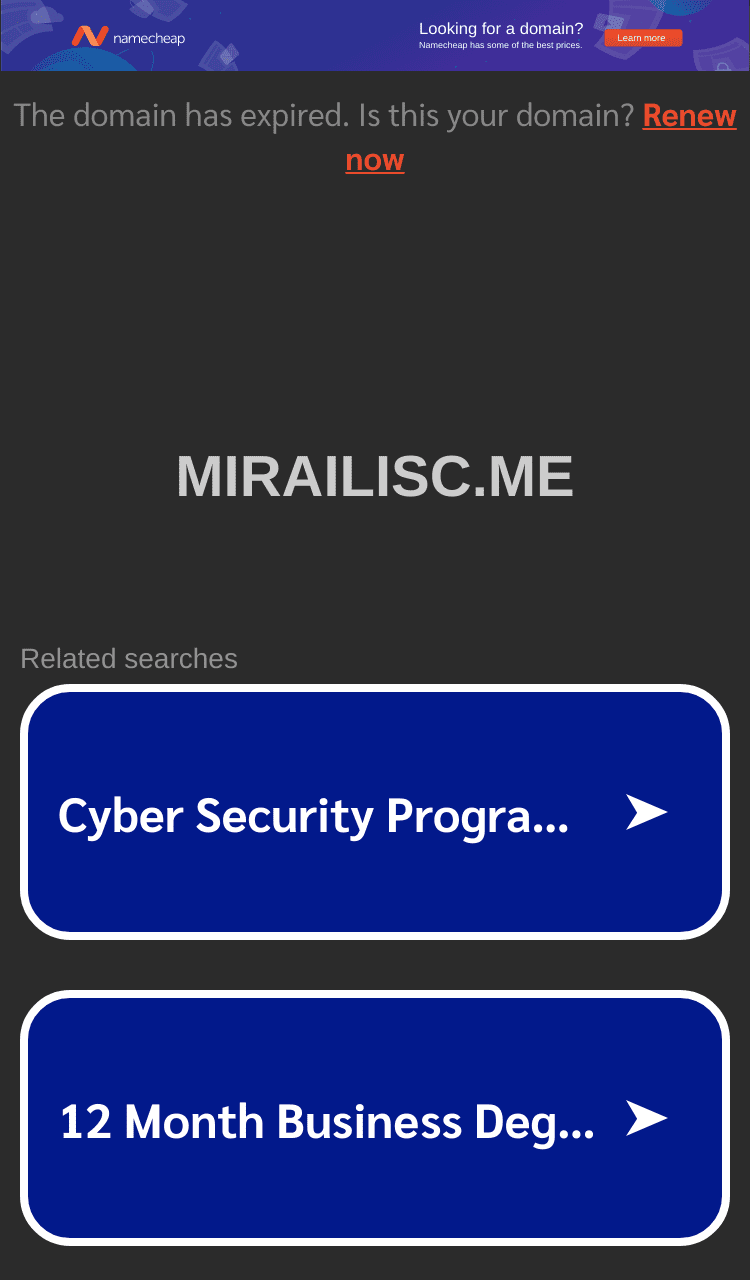 namecheap
Looking for a domain?
Namecheap has some of the best prices.
Learn more
The domain has expired. Is this your domain? Renew
now
MIRAILISC.ME
Related searches
Cyber Security Progra...
12 Month Business Deg...